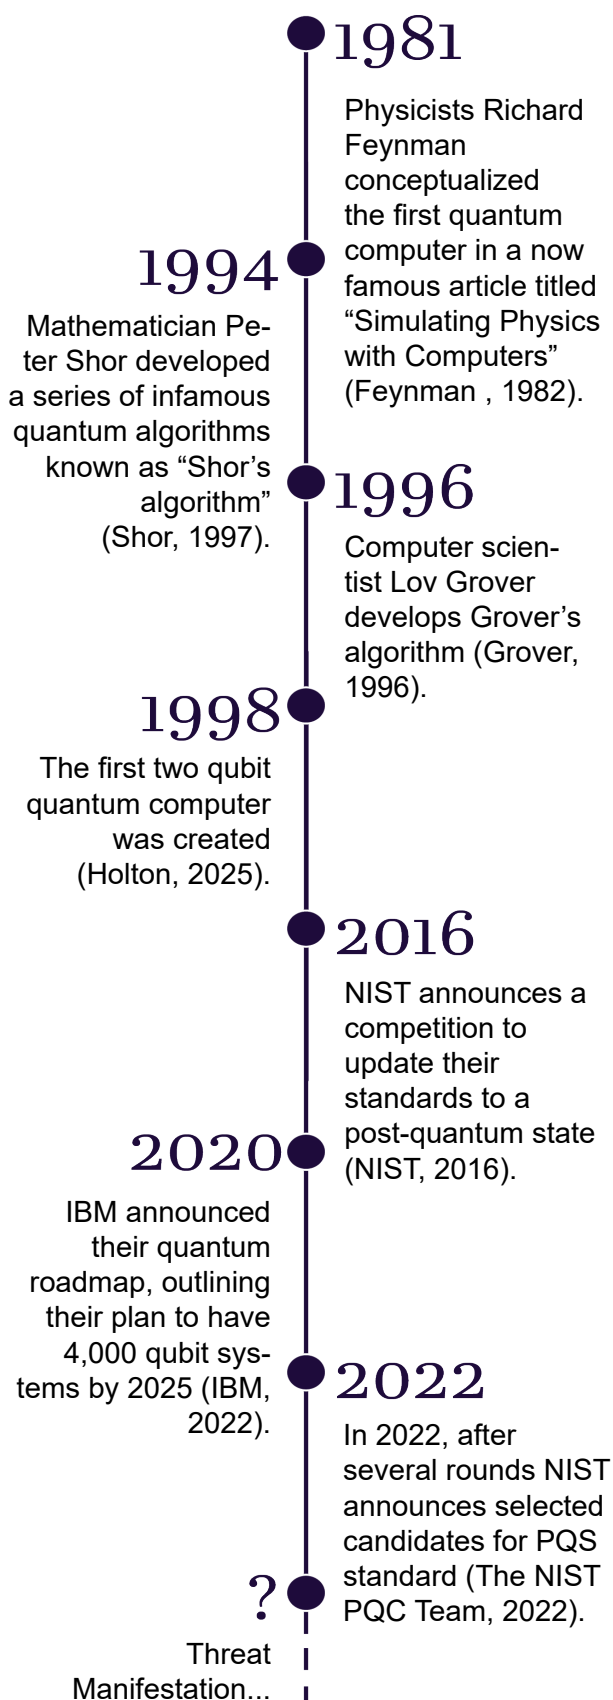 1981
Physicists Richard
Feynman
conceptualized
the first quantum
computer in a now
famous article titled
“Simulating Physics
with Computers”
(Feynman , 1982).
1994
Mathematician Pe-
ter Shor developed
a series of infamous
quantum algorithms
known as “Shor’s
algorithm”
(Shor, 1997).
1996
Computer scien-
tist Lov Grover
develops Grover’s
algorithm (Grover,
1996).
1998
The first two qubit
quantum computer
was created
(Holton, 2025).
2016
NIST announces a
competition to
update their
standards to a
post-quantum state
(NIST, 2016).
2020
IBM announced
their quantum
roadmap, outlining
their plan to have
4,000 qubit sys-
tems by 2025 (IBM,
2022).
2022
In 2022, after
several rounds NIST
announces selected
candidates for PQS
standard (The NIST
PQC Team, 2022).
?
Threat
Manifestation...